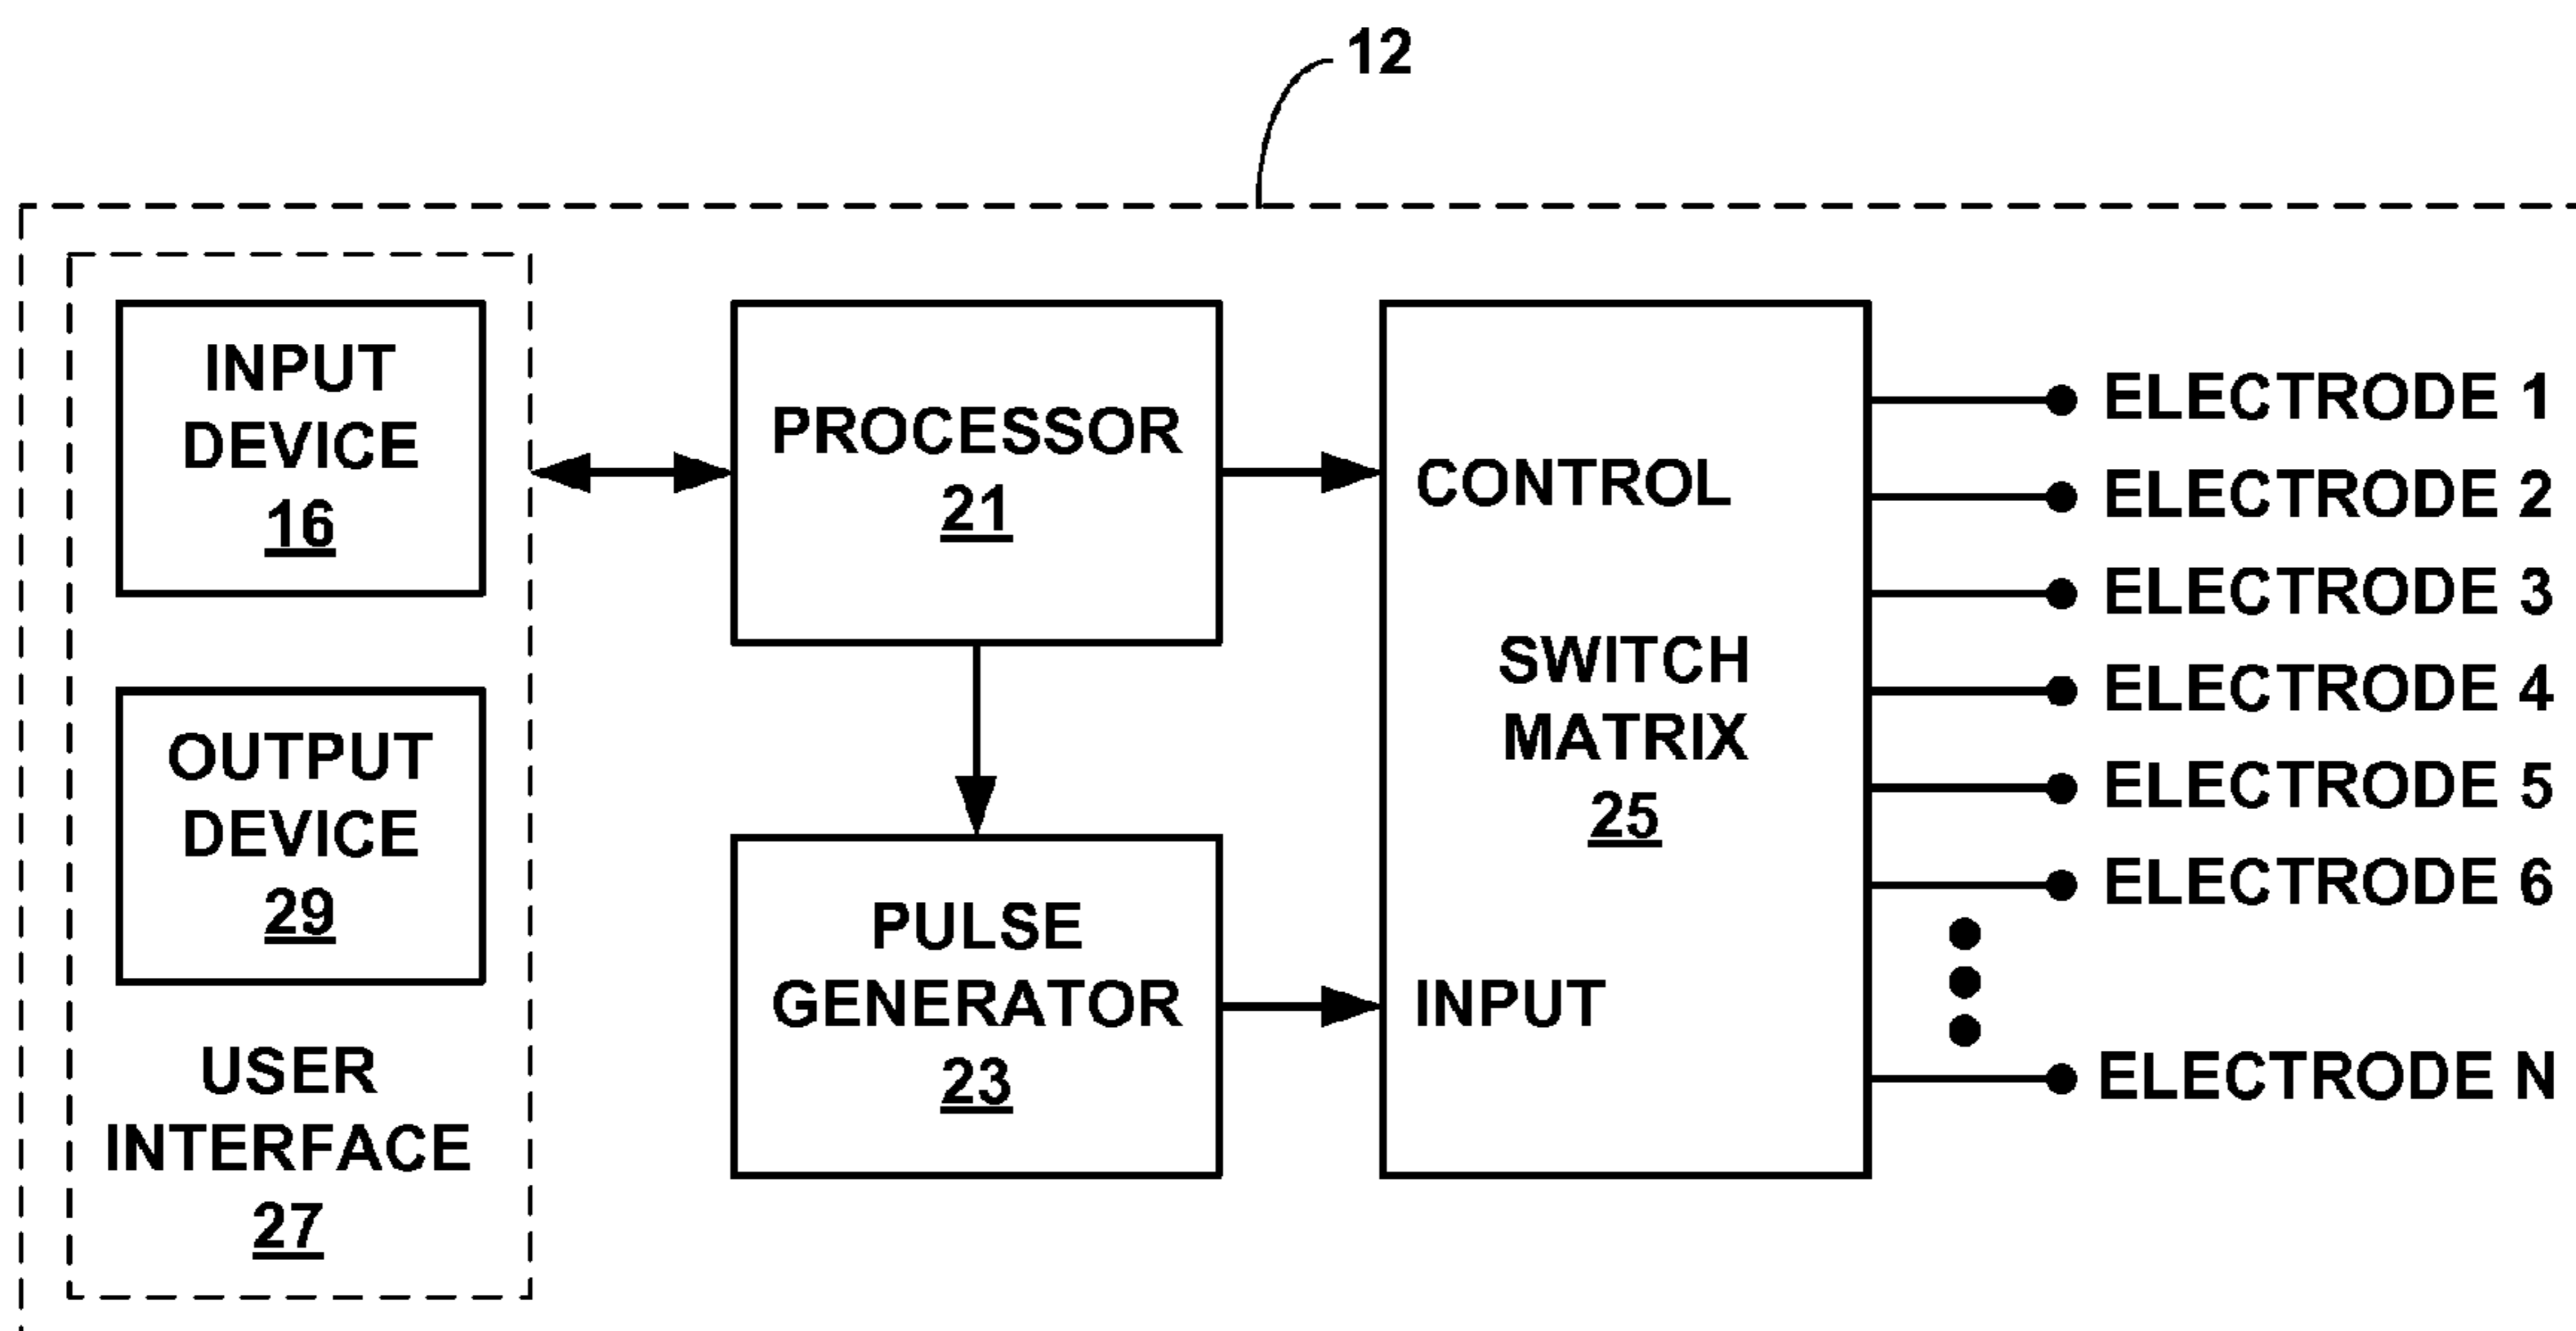 12
INPUT
DEVICE
16
OUTPUT
DEVICE
29
USER
INTERFACE
27
PROCESSOR
21
PULSE
GENERATOR
23
CONTROL
SWITCH
MATRIX
25
INPUT
ELECTRODE 1
ELECTRODE 2
ELECTRODE 3
ELECTRODE 4
ELECTRODE 5
ELECTRODE 6
ELECTRODE N